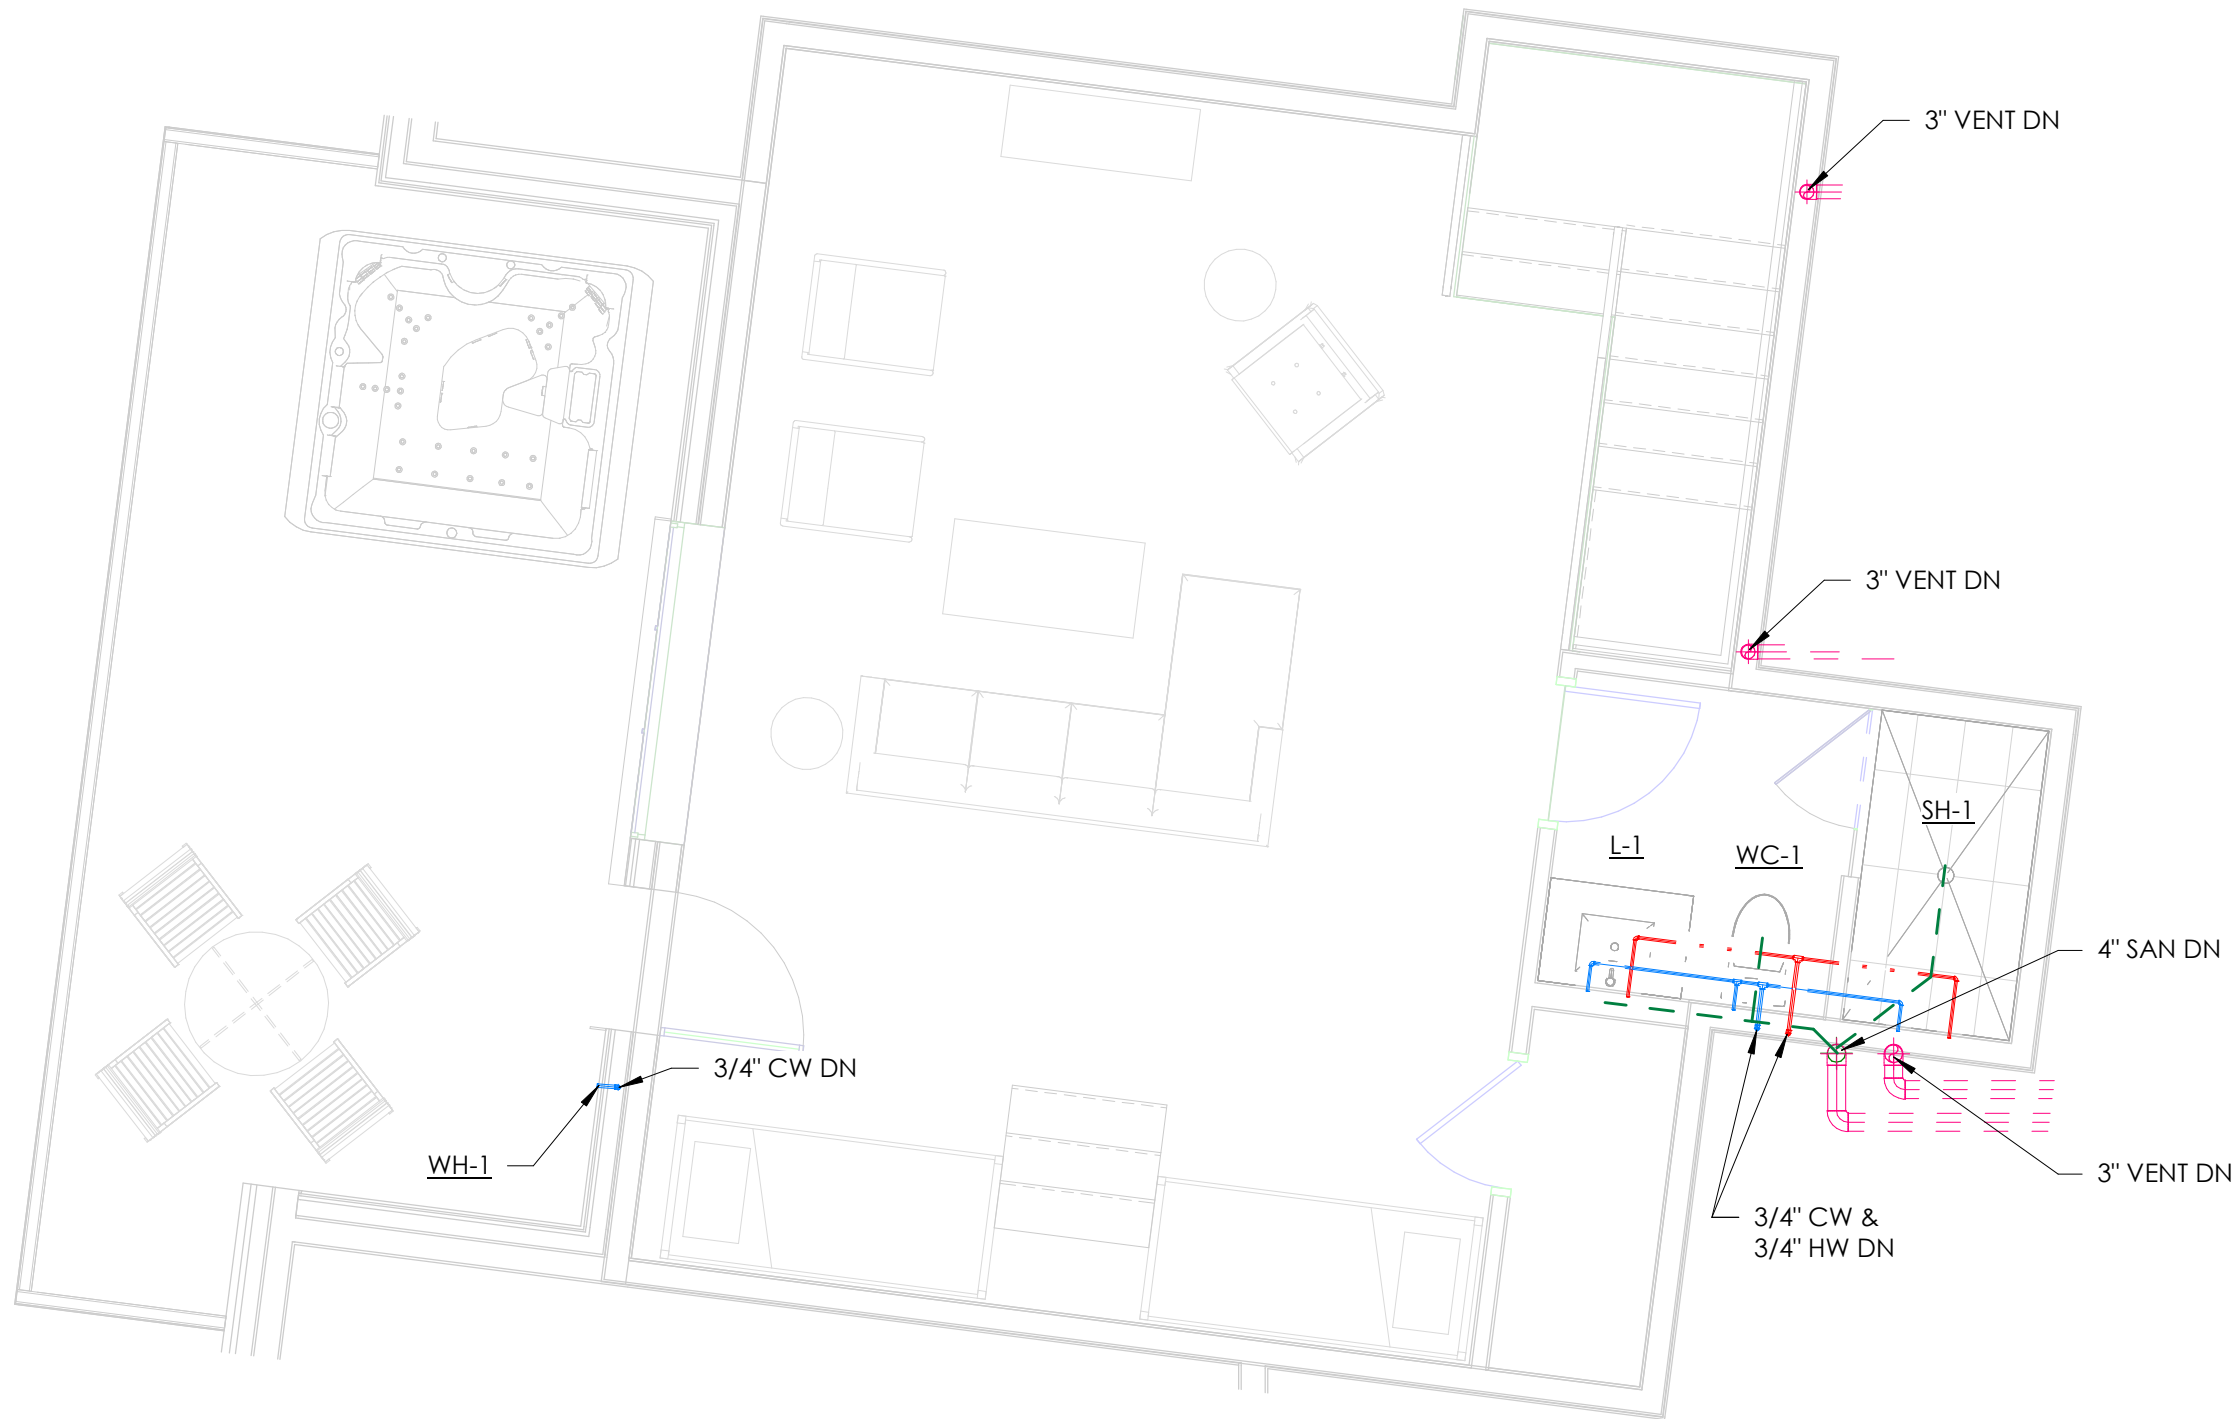 3" VENT DN
3" VENT DN
SH-1
L-1
WC-1
4" SAN DN
3/4" CW DN
WH-1
3" VENT DN
3/4" CW &
3/4" HW DN